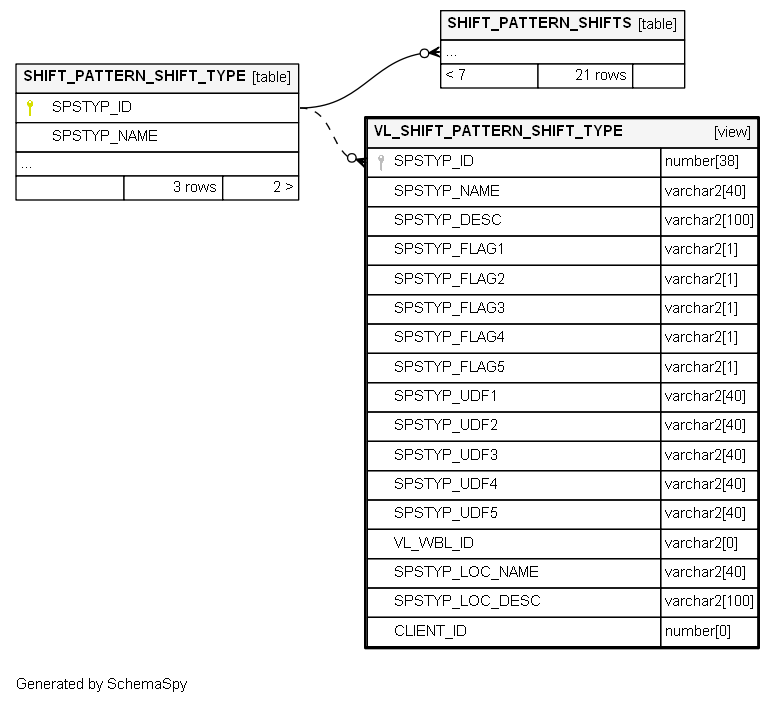 SHIFT_PATTERN_SHIFTS [table]
...
< 7 21 rows
SHIFT_PATTERN_SHIFT_TYPE [table]
SPSTYP_ID
SPSTYP_NAME
...
3 rows 2 >
VL_SHIFT_PATTERN_SHIFT_TYPE [view]
SPSTYP_ID number[38]
SPSTYP_NAME varchar2[40]
SPSTYP_DESC varchar2[100]
SPSTYP_FLAG1 varchar2[1]
SPSTYP_FLAG2 varchar2[1]
SPSTYP_FLAG3 varchar2[1]
SPSTYP_FLAG4 varchar2[1]
SPSTYP_FLAG5 varchar2[1]
SPSTYP_UDF1 varchar2[40]
SPSTYP_UDF2 varchar2[40]
SPSTYP_UDF3 varchar2[40]
SPSTYP_UDF4 varchar2[40]
SPSTYP_UDF5 varchar2[40]
VL_WBL_ID varchar2[0]
SPSTYP_LOC_NAME varchar2[40]
SPSTYP_LOC_DESC varchar2[100]
CLIENT_ID number[0]
Generated by SchemaSpy